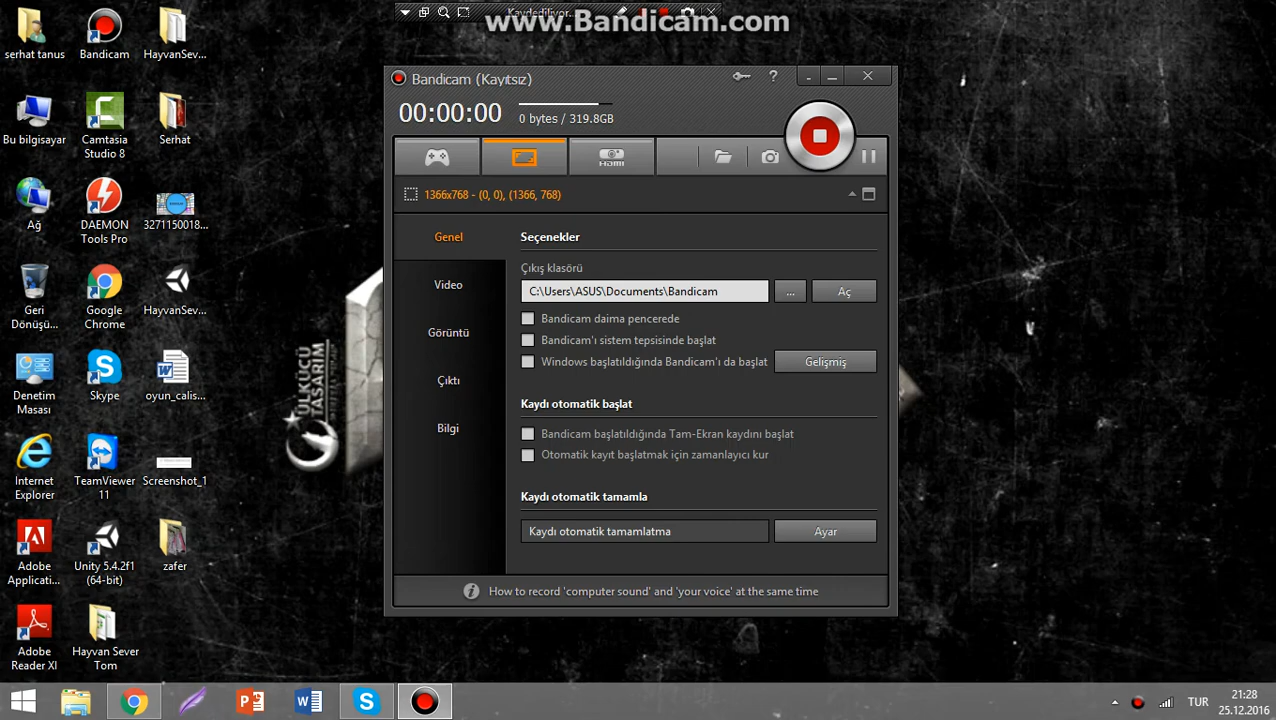 Kaydediliyor...
www.Bandicam.com
serhat tanus
Bandicam
HayvanSev...
Bu bilgisayar
Camtasia
Studio 8
Serhat
Ağ
DAEMON
Tools Pro
3271150018...
Geri
Dönüşü...
Google
Chrome
HayvanSev...
Denetim
Masası
Skype
oyun_calis...
Internet
Explorer
TeamViewer
11
Screenshot_1
Adobe
Applicati...
Unity 5.4.2f1
(64-bit)
zafer
Adobe
Reader XI
Hayvan Sever
Tom
ÜLKÜCÜ
TASARIM
Bandicam (Kayıtsız)
00:00:00
0 bytes / 319.8GB
HDMI
1366x768 - (0, 0), (1366, 768)
Genel
Video
Görüntü
Çıktı
Bilgi
Seçenekler
Çıkış klasörü
C:\Users\ASUS\Documents\Bandicam
...
Aç
Bandicam daima pencerede
Bandicam'ı sistem tepsisinde başlat
Windows başlatıldığında Bandicam'ı da başlat
Gelişmiş
Kaydı otomatik başlat
Bandicam başlatıldığında Tam-Ekran kaydını başlat
Otomatik kayıt başlatmak için zamanlayıcı kur
Kaydı otomatik tamamla
Kaydı otomatik tamamlatma
Ayar
How to record 'computer sound' and 'your voice' at the same time
TUR
21:28
25.12.2016